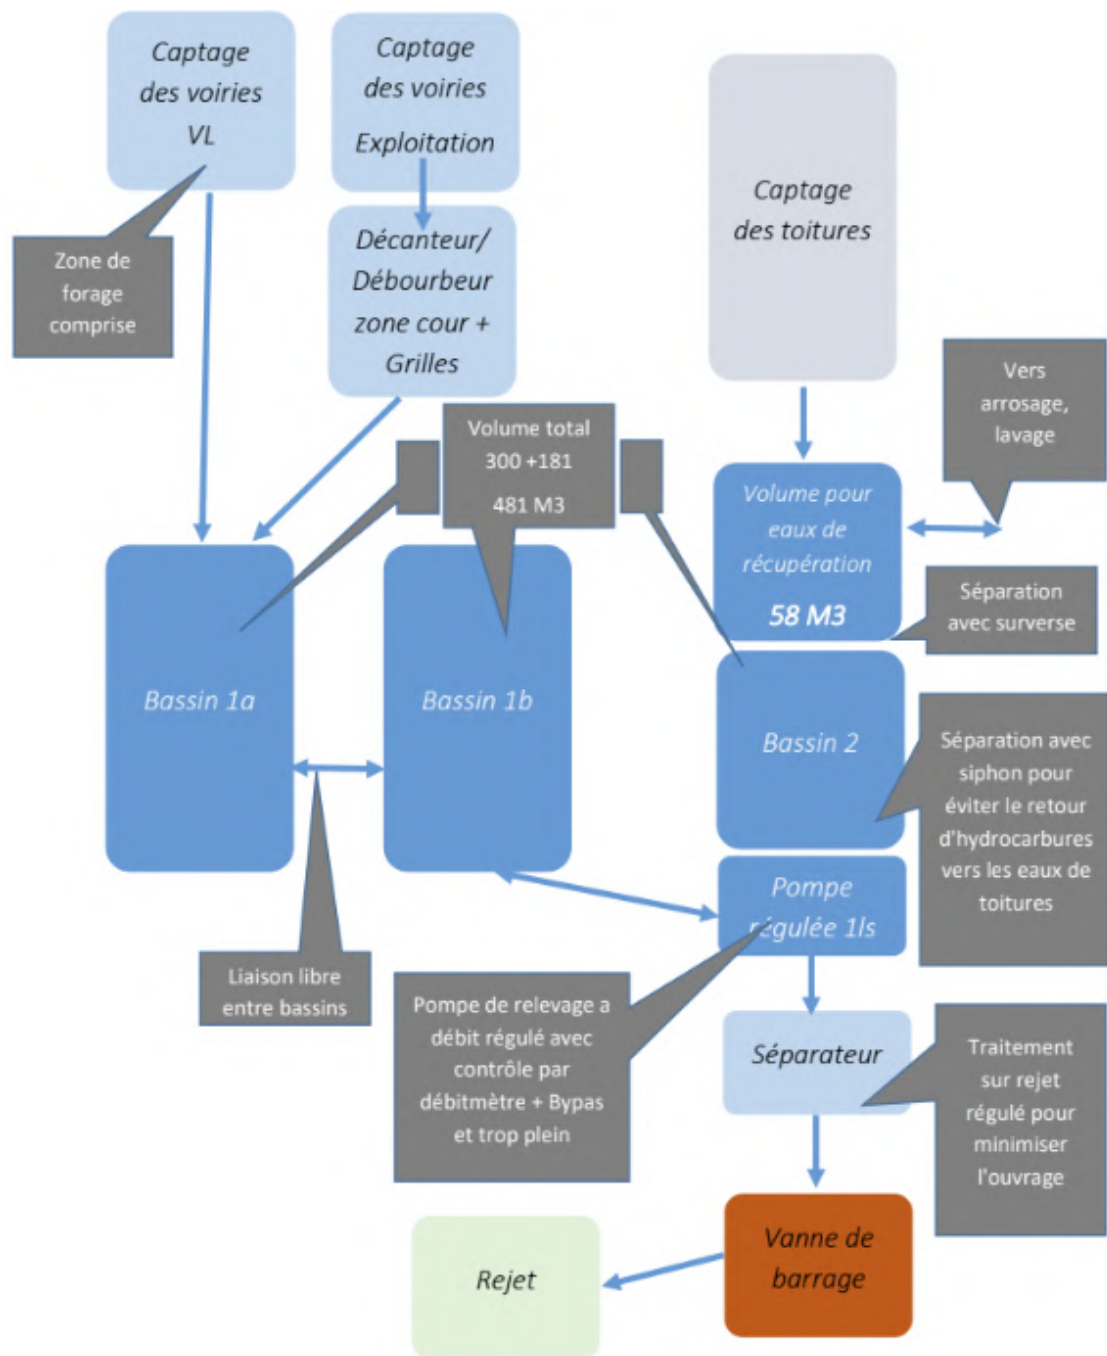 Captage
des voiries
VL
Captage
des voiries
Exploitation
Captage
des toitures
Zone de
forage
comprise
Décanteur/
Débourbeur
zone cour +
Grilles
Vers
arrosage,
lavage
Volume total
300 +181
481 M3
Volume pour
eaux de
récupération
58 M3
Séparation
avec surverse
Bassin 1a
Bassin 1b
Bassin 2
Séparation avec
siphon pour
éviter le retour
d'hydrocarbures
vers les eaux de
toitures
Pompe
régulée 1ls
Liaison libre
entre bassins
Pompe de relevage a
débit régulé avec
contrôle par
débitmètre + Bypas
et trop plein
Séparateur
Traitement
sur rejet
régulé pour
minimiser
l'ouvrage
Vanne de
barrage
Rejet